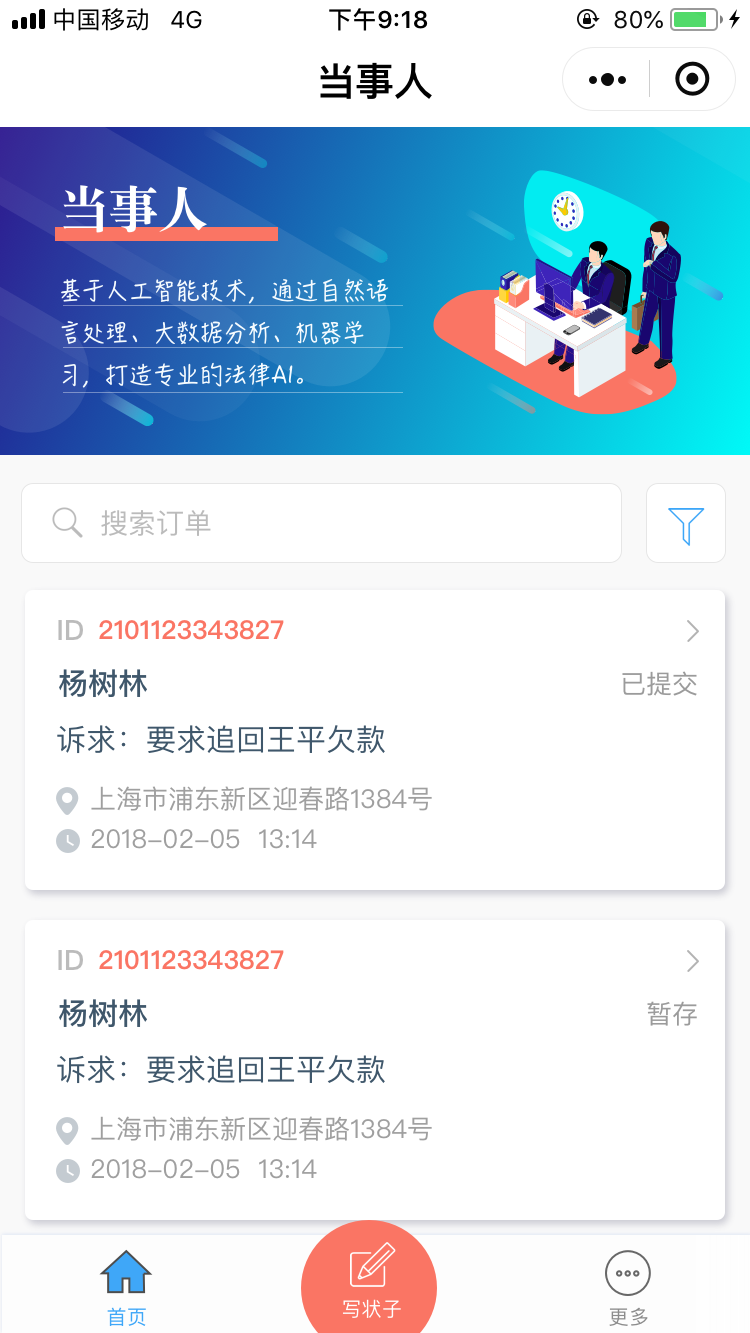 中国移动 4G 下午9:18 80%
当事人
当事人
基于人工智能技术，通过自然语
言处理、大数据分析、机器学
习，打造专业的法律AI。
搜索订单
ID 2101123343827
杨树林 已提交
诉求：要求追回王平欠款
上海市浦东新区迎春路1384号
2018-02-05 13:14
ID 2101123343827
杨树林 暂存
诉求：要求追回王平欠款
上海市浦东新区迎春路1384号
2018-02-05 13:14
首页 写状子 更多